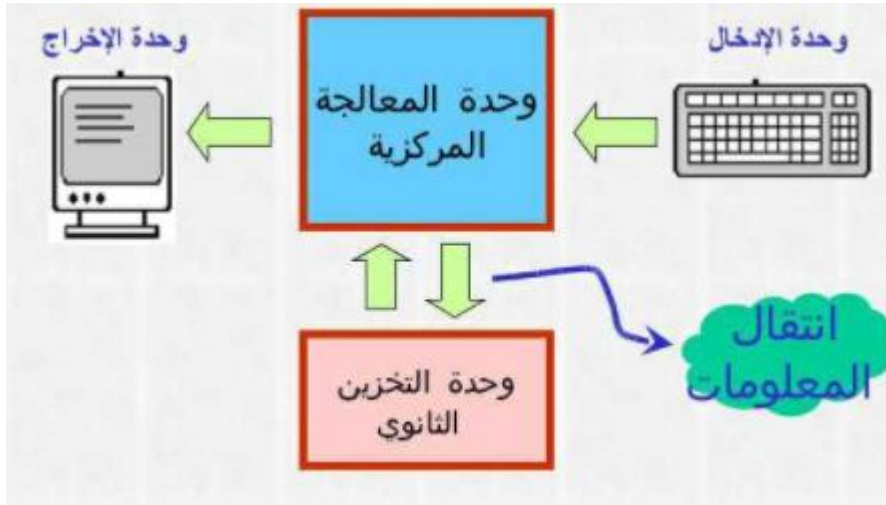 وحدة الإدخال
وحدة المعالجة
المركزية
وحدة الإخراج
وحدة التخزين
الثانوي
انتقال
المعلومات